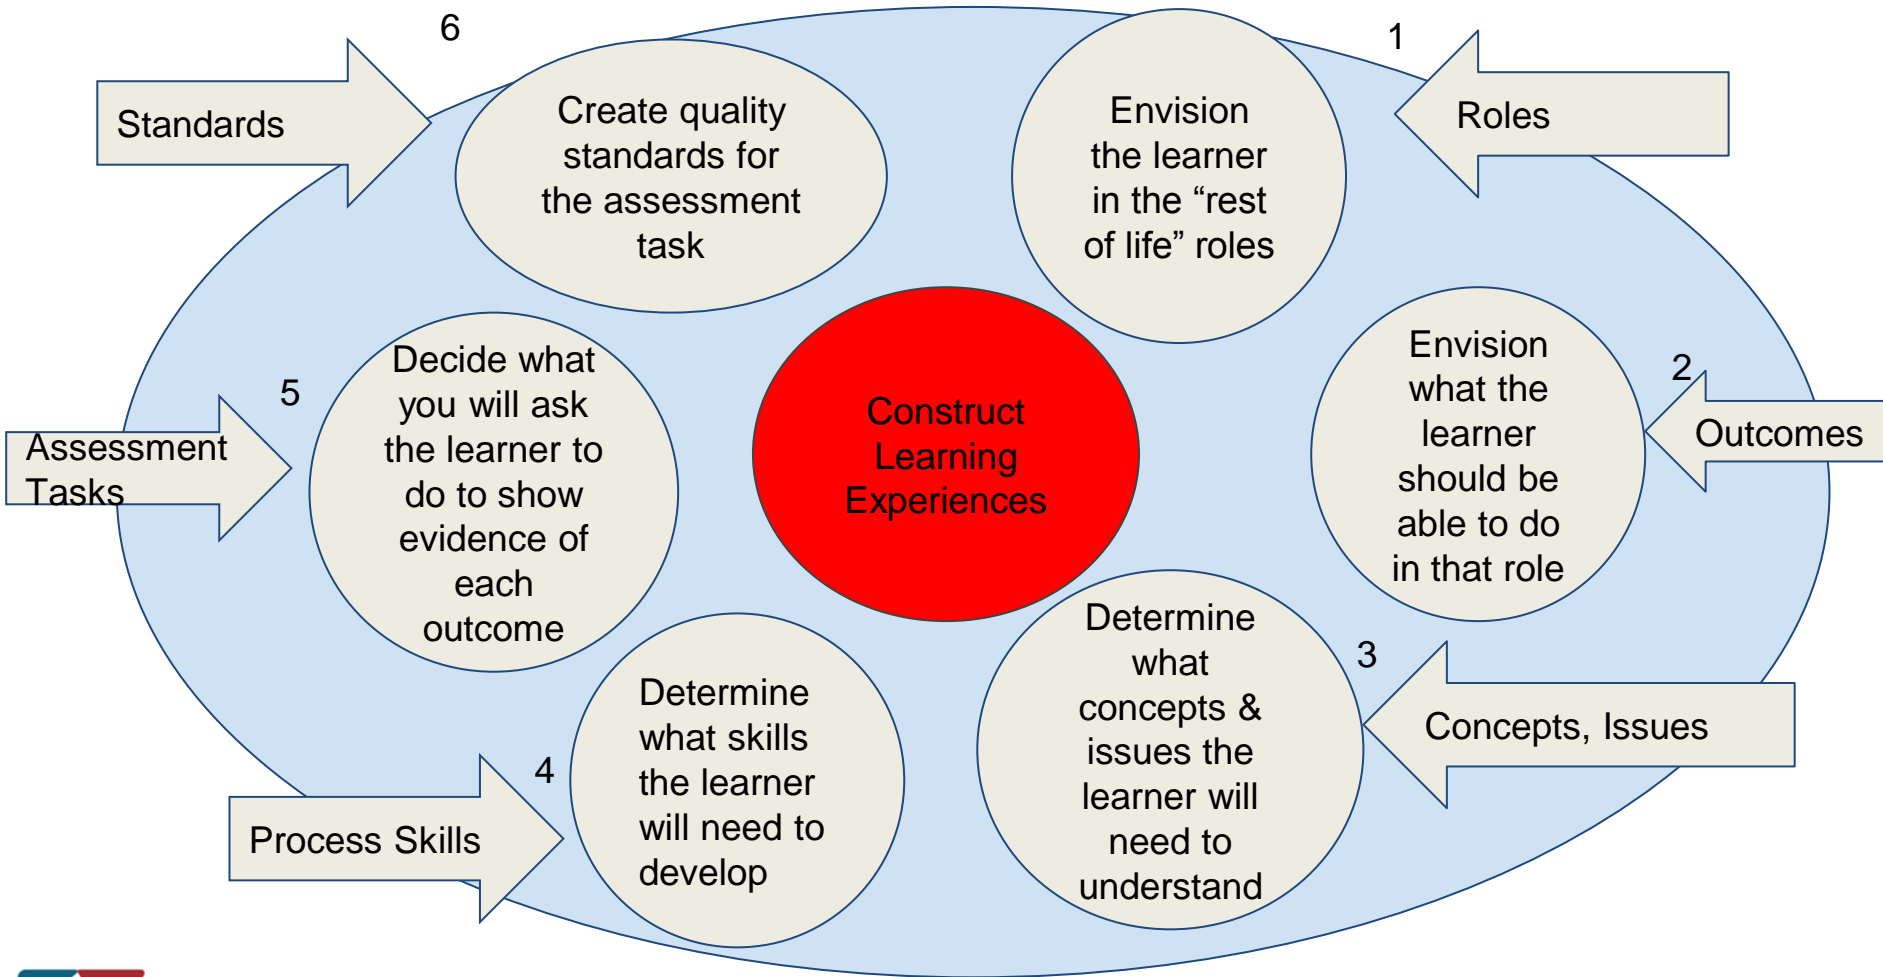 6
Standards
Create quality
standards for
the assessment
task
1
Roles
Envision
the learner
in the “rest
of life” roles
2
Outcomes
Envision
what the
learner
should be
able to do
in that role
3
Concepts, Issues
Determine
what
concepts &
issues the
learner will
need to
understand
4
Process Skills
Determine
what skills
the learner
will need to
develop
5
Assessment
Tasks
Decide what
you will ask
the learner to
do to show
evidence of
each
outcome
Construct
Learning
Experiences